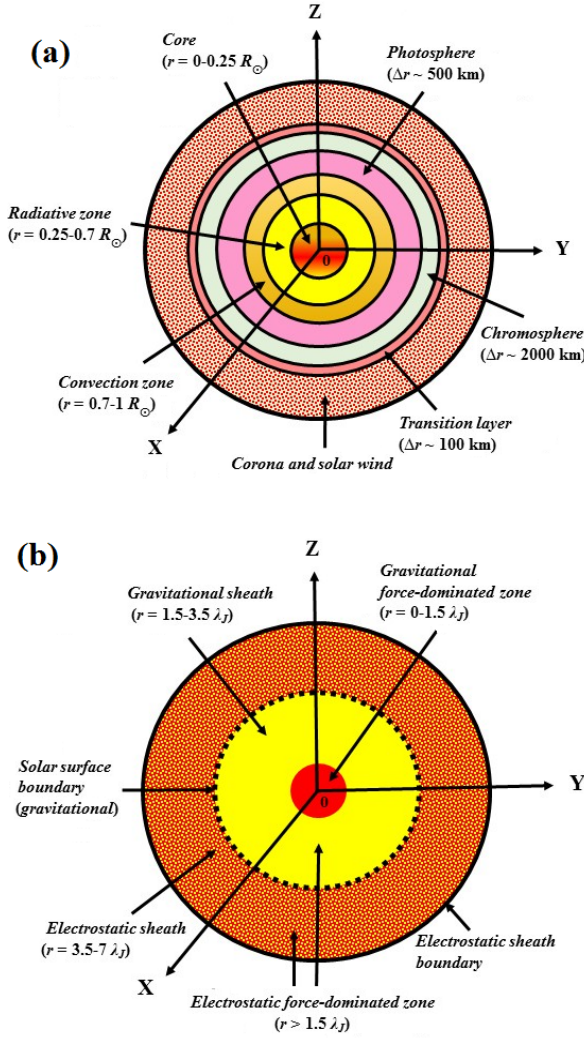 (a)
Z
Core
(r = 0-0.25 R☉)
Photosphere
(Δr ~ 500 km)
Radiative zone
(r = 0.25-0.7 R☉)
0
Y
Chromosphere
(Δr ~ 2000 km)
Convection zone
(r = 0.7-1 R☉)
X
Transition layer
(Δr ~ 100 km)
Corona and solar wind
(b)
Z
Gravitational sheath
(r = 1.5-3.5 λJ)
Gravitational
force-dominated zone
(r = 0-1.5 λJ)
Solar surface
boundary
(gravitational)
0
Y
Electrostatic sheath
(r = 3.5-7 λJ)
Electrostatic sheath
boundary
X
Electrostatic force-dominated zone
(r > 1.5 λJ)